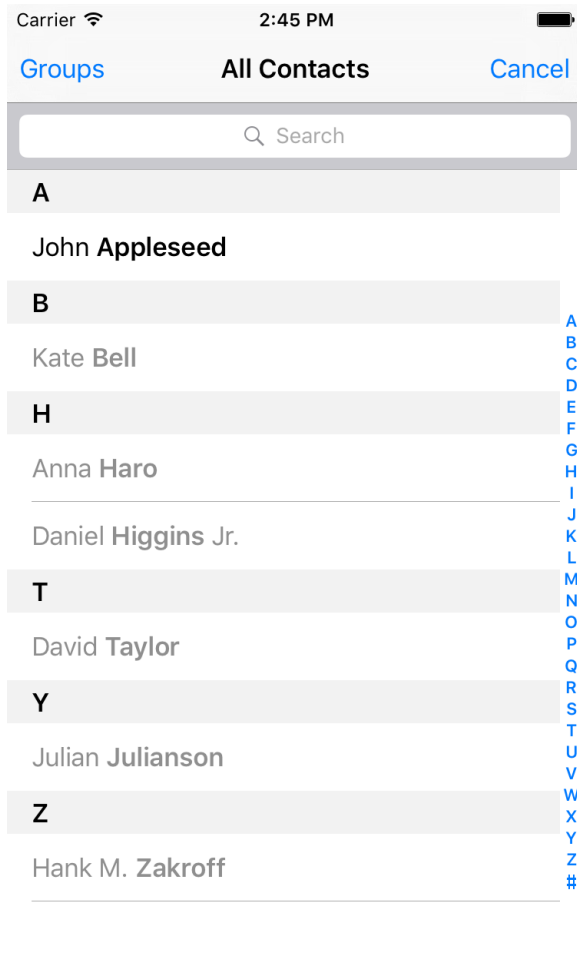 Carrier 2:45 PM
Groups All Contacts Cancel
Search
A
John Appleseed
B
Kate Bell
H
Anna Haro
Daniel Higgins Jr.
T
David Taylor
Y
Julian Julianson
Z
Hank M. Zakroff
A
B
C
D
E
F
G
H
I
J
K
L
M
N
O
P
Q
R
S
T
U
V
W
X
Y
Z
#